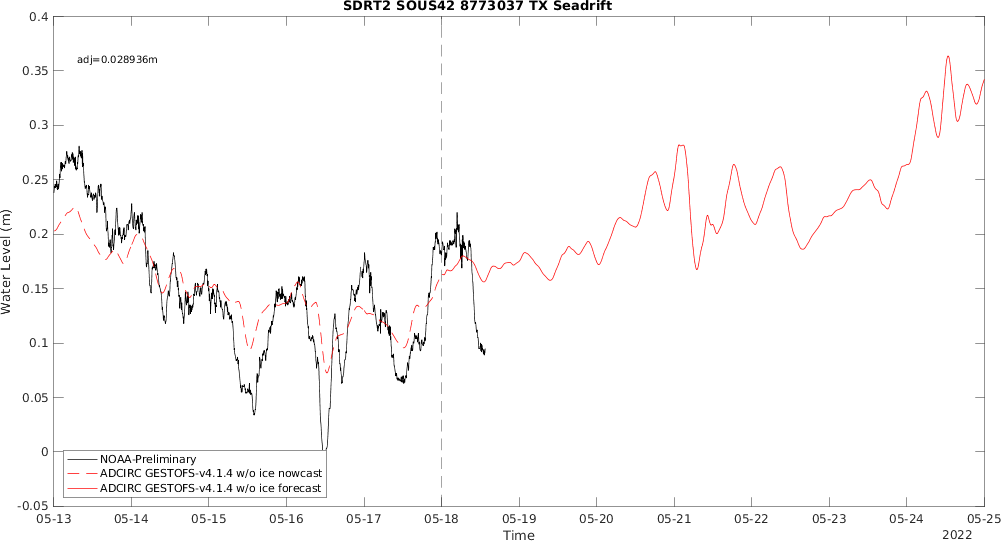 SDRT2 SOUS42 8773037 TX Seadrift
adj=0.028936m
Water Level (m)
0.4
0.35
0.3
0.25
0.2
0.15
0.1
0.05
0
-0.05
NOAA-Preliminary
ADCIRC GESTOFS-v4.1.4 w/o ice nowcast
ADCIRC GESTOFS-v4.1.4 w/o ice forecast
05-13 05-14 05-15 05-16 05-17 05-18 05-19 05-20 05-21 05-22 05-23 05-24 05-25
Time
2022